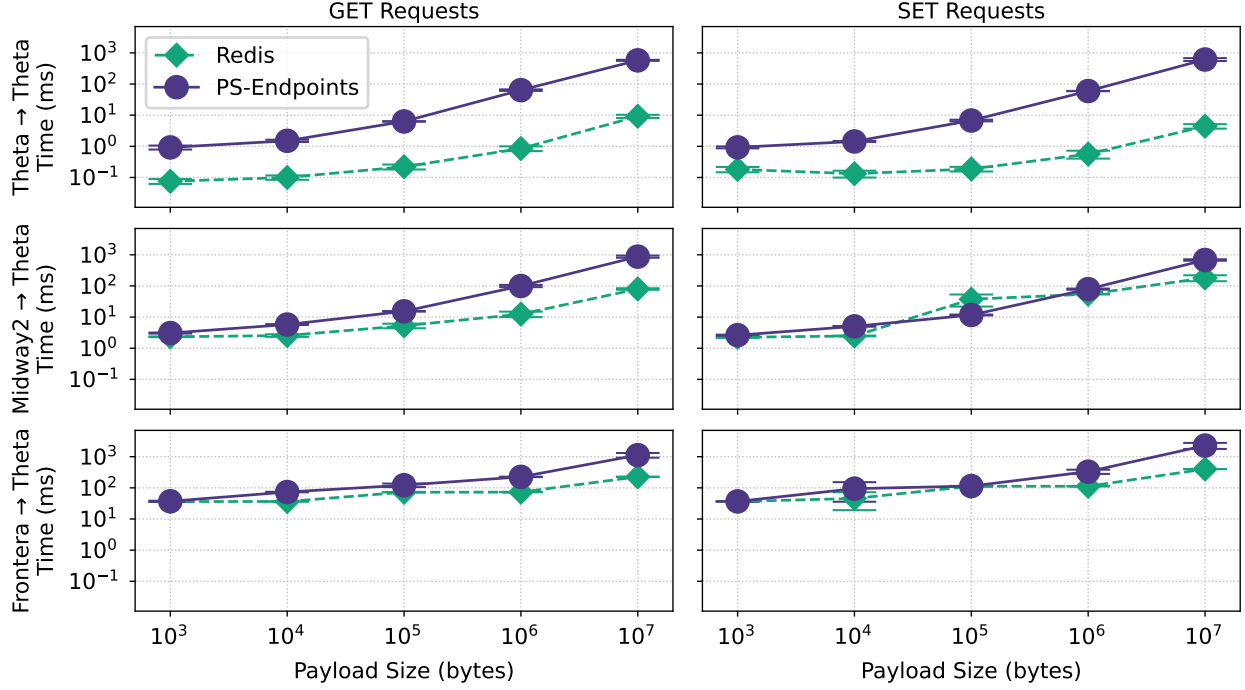 GET Requests
SET Requests
Theta → Theta
Time (ms)
10³
10²
10¹
10⁰
10⁻¹
Redis
PS-Endpoints
Midway2 → Theta
Time (ms)
10³
10²
10¹
10⁰
10⁻¹
Frontera → Theta
Time (ms)
10³
10²
10¹
10⁰
10⁻¹
10³ 10⁴ 10⁵ 10⁶ 10⁷
10³ 10⁴ 10⁵ 10⁶ 10⁷
Payload Size (bytes)
Payload Size (bytes)